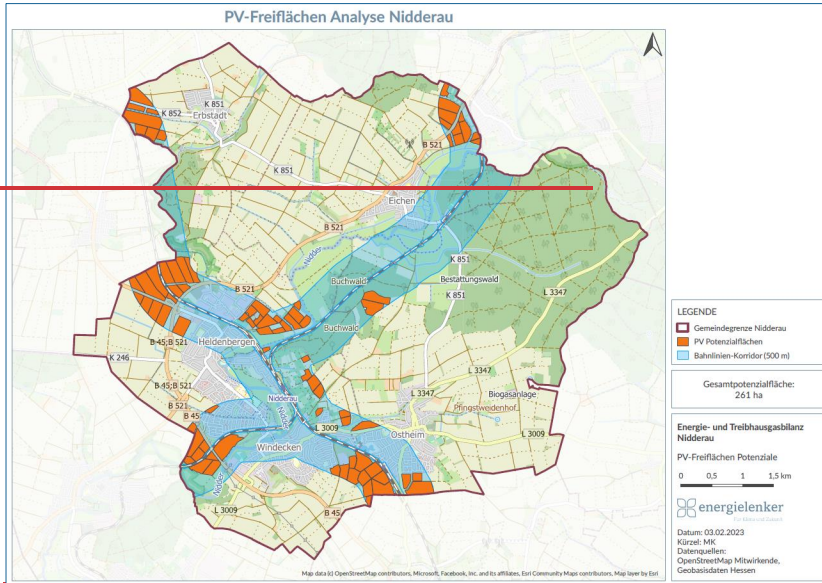 PV-Freiflächen Analyse Nidderau
K 851
K 852
Erbstadt
B 521
K 851
Eichen
B 521
Nidder
K 851
Buchwald
Bestattungswald
K 851
L 3347
B 521
Buchwald
B 45;B 521
Heldenbergen
K 246
L 3347
B 45;B 521
L 3347
Biogasanlage
Nidderau
Pfingstweidenhof
B 521
B 45
Nidder
L 3009
L 3009
Ostheim
Windecken
Nidder
L 3009
B 45
Map data (c) OpenStreetMap contributors, Microsoft, Facebook, Inc. and its affiliates, Esri Community Maps contributors, Map layer by Esri
LEGENDE
Gemeindegrenze Nidderau
PV Potenzialflächen
Bahnlinien-Korridor (500 m)
Gesamtpotenzialfläche:
261 ha
Energie- und Treibhausgasbilanz
Nidderau
PV-Freiflächen Potenziale
0 0,5 1 1,5 km
energielenker
Datum: 03.02.2023
Kürzel: MK
Datenquellen:
OpenStreetMap Mitwirkende,
Geobasisdaten Hessen